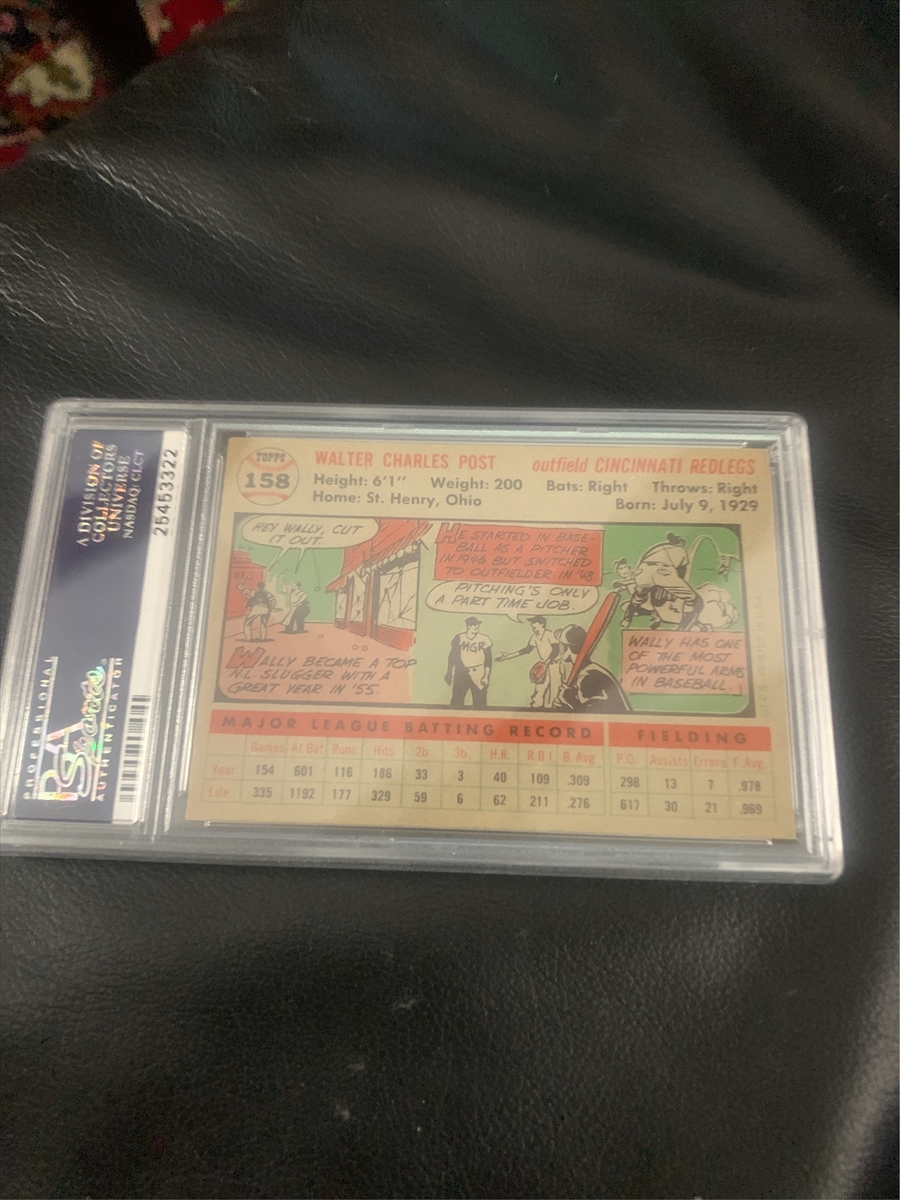 A DIVISION OF
COLLECTORS
UNIVERSE
NASDAQ: CLCT
25453322
PROFESSIONAL
PSA
Sports
AUTHENTICATOR
TOPPS
158
WALTER CHARLES POST outfield CINCINNATI REDLEGS
Height: 6'1" Weight: 200 Bats: Right Throws: Right
Home: St. Henry, Ohio Born: July 9, 1929
HEY WALLY, CUT
IT OUT.
WALLY BECAME A TOP
N.L. SLUGGER WITH A
GREAT YEAR IN '55.
HE STARTED IN BASE-
BALL AS A PITCHER
IN 1946 BUT SWITCHED
TO OUTFIELDER IN '49
PITCHING'S ONLY
A PART TIME JOB.
MGR
WALLY HAS ONE
OF THE MOST
POWERFUL ARMS
IN BASEBALL.
MAJOR LEAGUE BATTING RECORD FIELDING
Games At Bat Runs Hits 2b 3b H.R. R.B.I. B. Avg. P.O. Assists Errors F. Avg.
Year 154 601 116 186 33 3 40 109 .309 298 13 7 .978
Life 335 1192 177 329 59 6 62 211 .276 617 30 21 .969